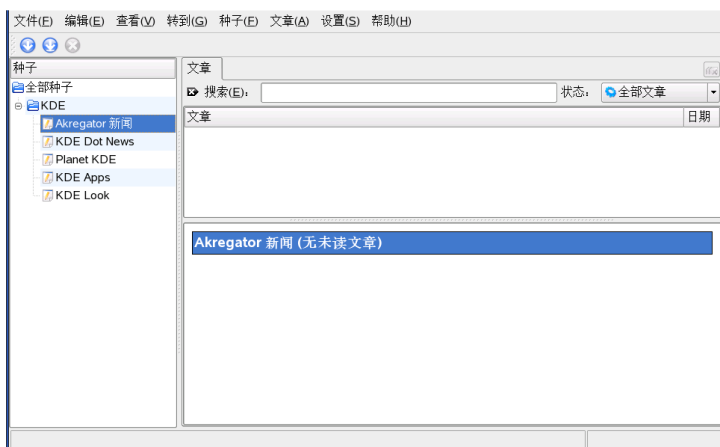 文件(F) 编辑(E) 查看(V) 转到(G) 种子(F) 文章(A) 设置(S) 帮助(H)
种子
全部种子
KDE
Akregator 新闻
KDE Dot News
Planet KDE
KDE Apps
KDE Look
文章
搜索(E): 状态: 全部文章
文章 日期
Akregator 新闻 (无未读文章)